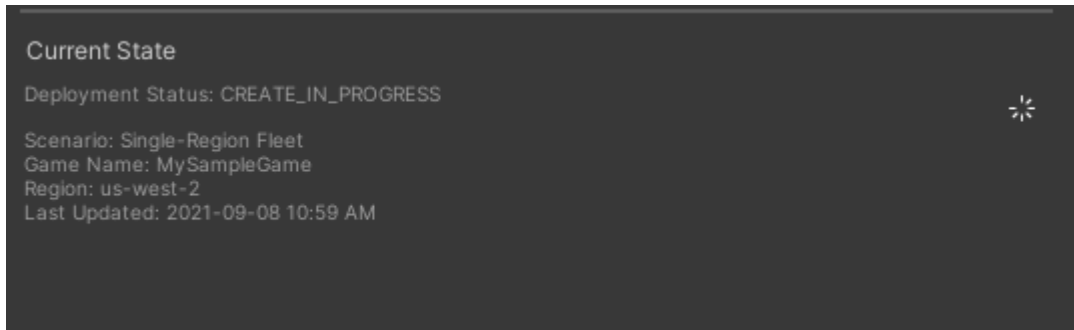 Current State
Deployment Status: CREATE_IN_PROGRESS
Scenario: Single-Region Fleet
Game Name: MySampleGame
Region: us-west-2
Last Updated: 2021-09-08 10:59 AM